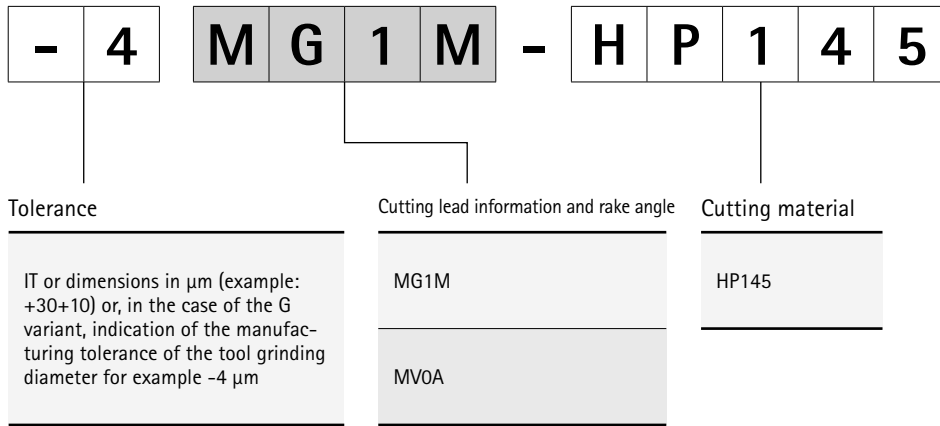 - 4 M G 1 M - H P 1 4 5
Tolerance
Cutting lead information and rake angle
Cutting material
IT or dimensions in µm (example:
+30+10) or, in the case of the G
variant, indication of the manufac-
turing tolerance of the tool grinding
diameter for example -4 µm
MG1M
MV0A
HP145